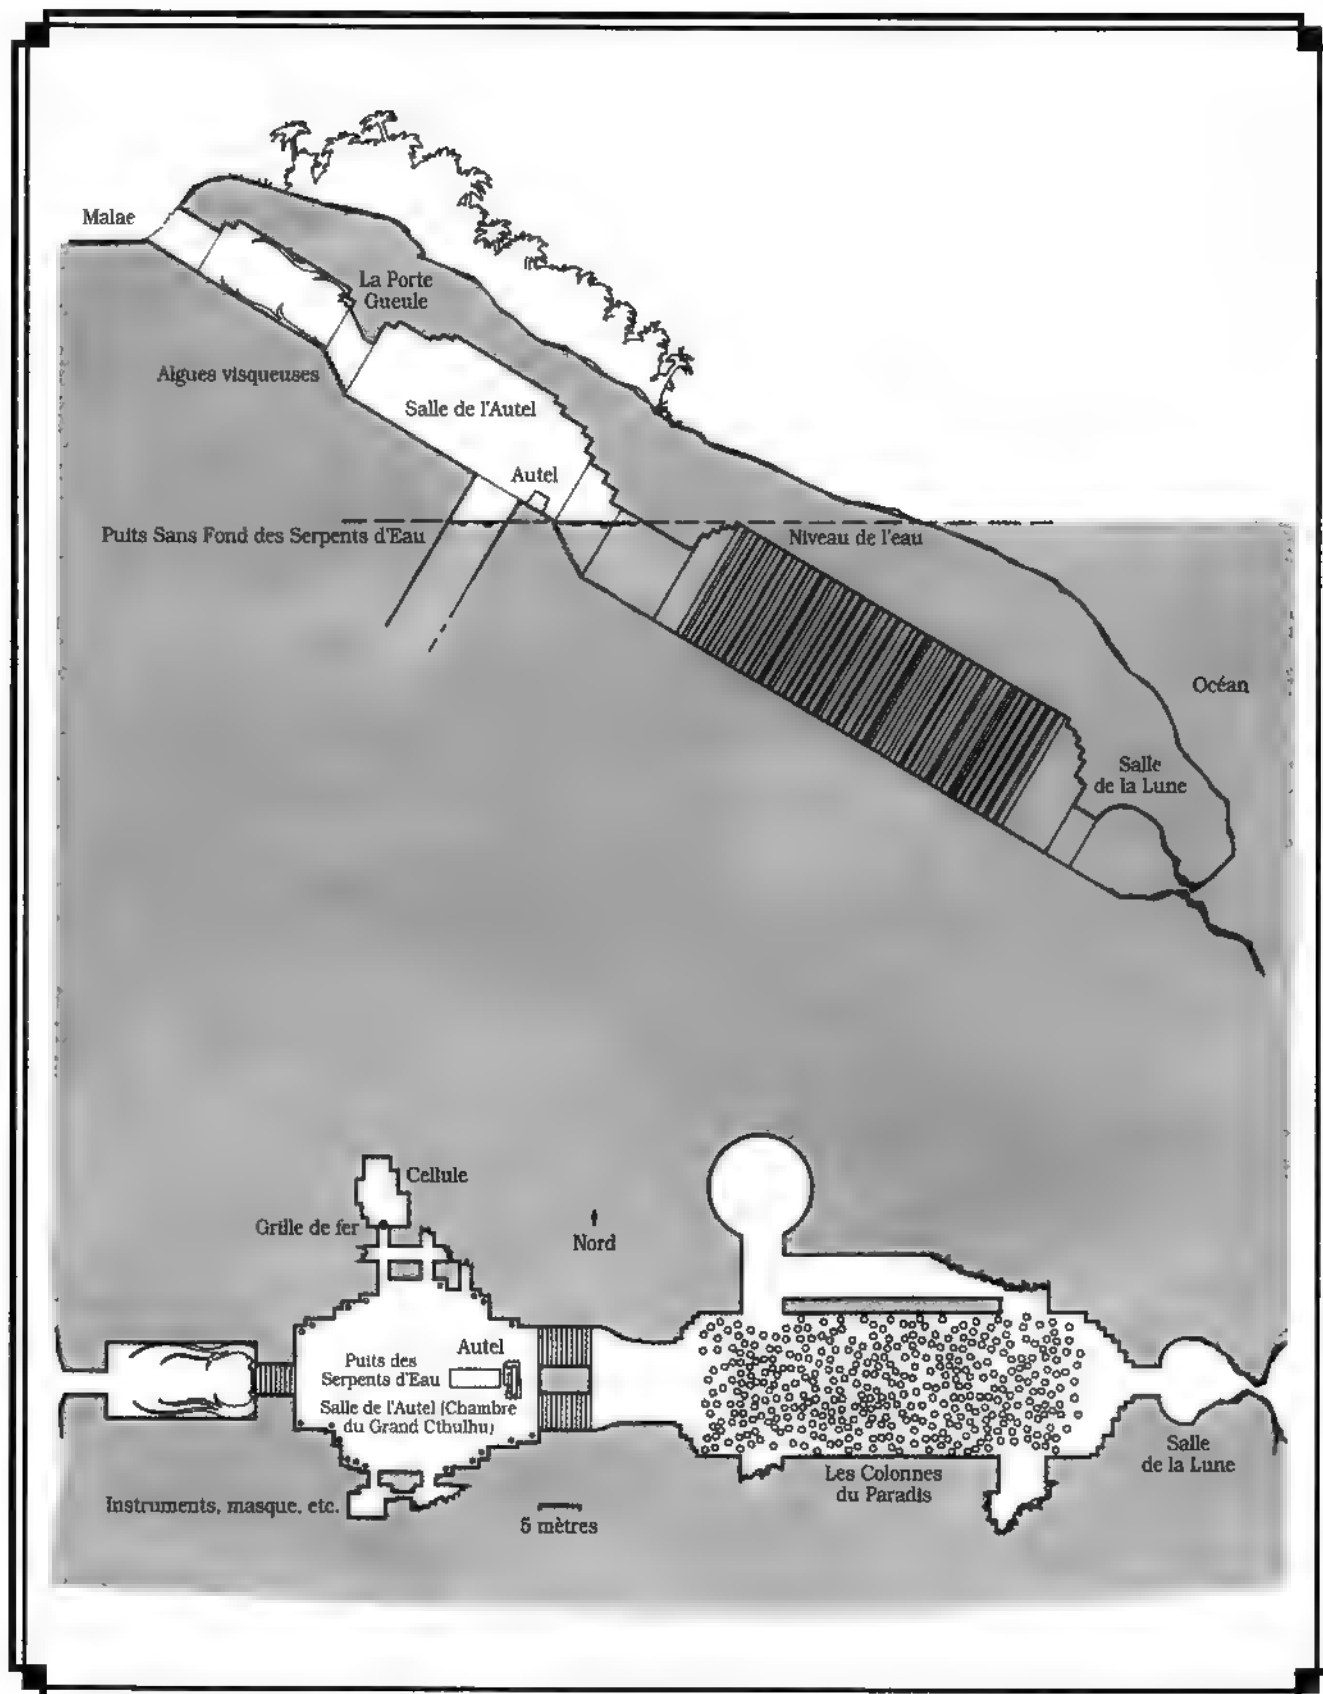 Malae
La Porte
Gueule
Algues visqueuses
Salle de l'Autel
Autel
Puits Sans Fond des Serpents d'Eau
Niveau de l'eau
Océan
Salle
de la Lune
Cellule
Grille de fer
Nord
Autel
Puits des
Serpents d'Eau
Salle de l'Autel (Chambre
du Grand Cthulhu)
Salle
de la Lune
Les Colonnes
du Paradis
Instruments, masque, etc.
5 mètres